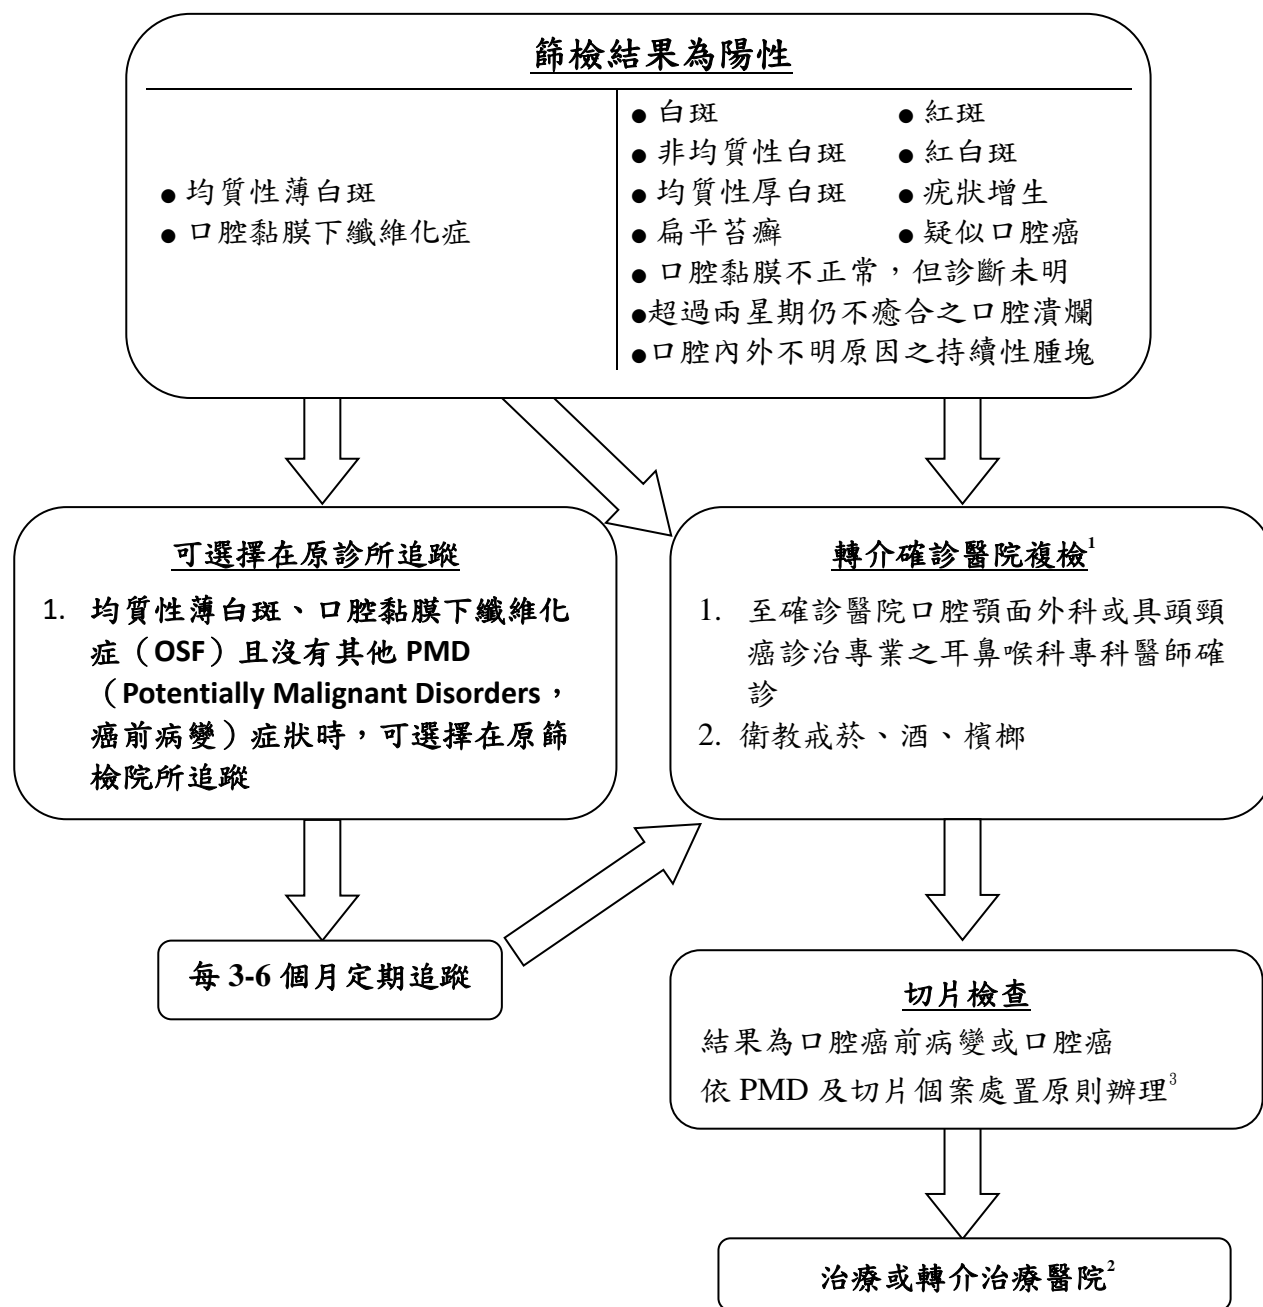 篩檢結果為陽性
● 均質性薄白斑
● 口腔黏膜下纖維化症
● 白斑 ● 紅斑
● 非均質性白斑 ● 紅白斑
● 均質性厚白斑 ● 疣狀增生
● 扁平苔癬 ● 疑似口腔癌
● 口腔黏膜不正常，但診斷未明
●超過兩星期仍不癒合之口腔潰爛
●口腔內外不明原因之持續性腫塊
可選擇在原診所追蹤
1. 均質性薄白斑、口腔黏膜下纖維化
症（OSF）且沒有其他 PMD
（Potentially Malignant Disorders，
癌前病變）症狀時，可選擇在原篩
檢院所追蹤
轉介確診醫院複檢¹
1. 至確診醫院口腔顎面外科或具頭頸
癌診治專業之耳鼻喉科專科醫師確
診
2. 衛教戒菸、酒、檳榔
每 3-6 個月定期追蹤
切片檢查
結果為口腔癌前病變或口腔癌
依 PMD 及切片個案處置原則辦理³
治療或轉介治療醫院²